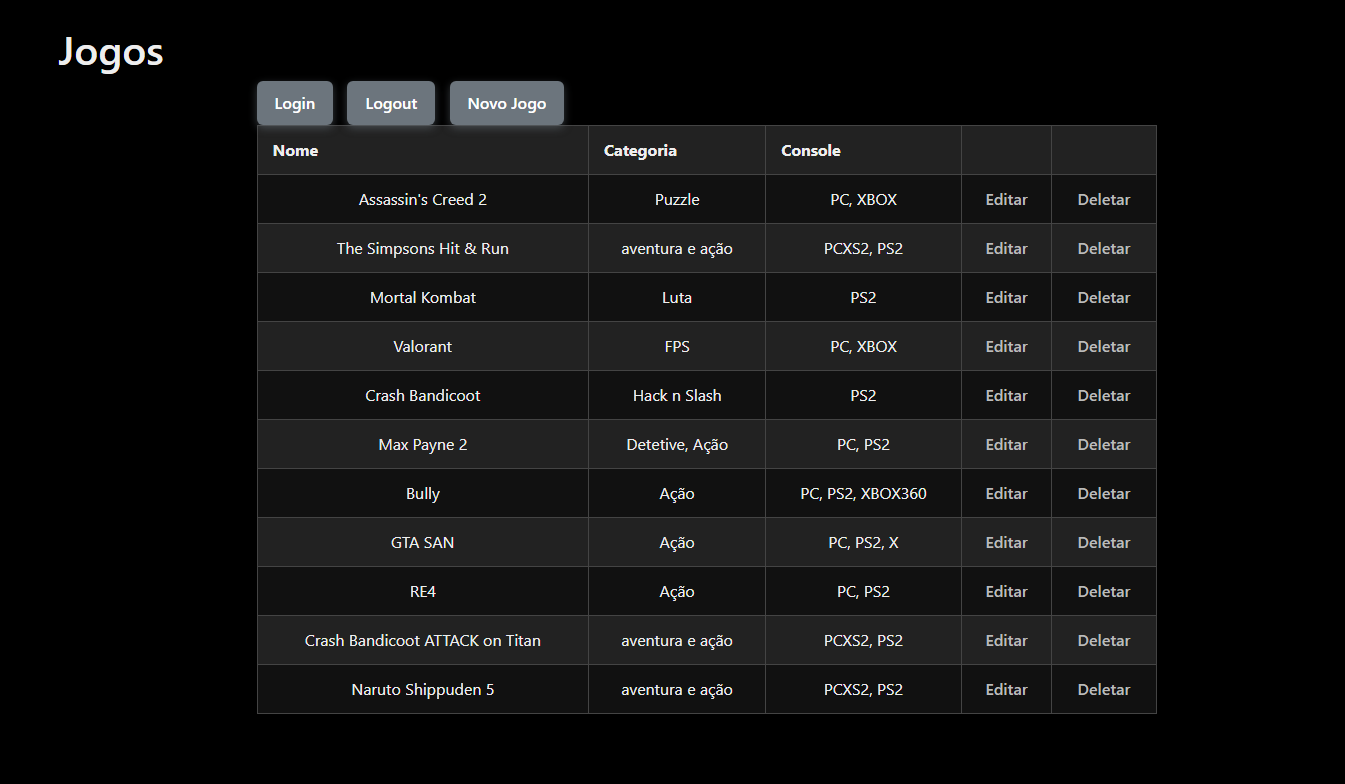 Jogos
Login Logout Novo Jogo
Nome Categoria Console
Assassin's Creed 2 Puzzle PC, XBOX Editar Deletar
The Simpsons Hit & Run aventura e ação PCXS2, PS2 Editar Deletar
Mortal Kombat Luta PS2 Editar Deletar
Valorant FPS PC, XBOX Editar Deletar
Crash Bandicoot Hack n Slash PS2 Editar Deletar
Max Payne 2 Detetive, Ação PC, PS2 Editar Deletar
Bully Ação PC, PS2, XBOX360 Editar Deletar
GTA SAN Ação PC, PS2, X Editar Deletar
RE4 Ação PC, PS2 Editar Deletar
Crash Bandicoot ATTACK on Titan aventura e ação PCXS2, PS2 Editar Deletar
Naruto Shippuden 5 aventura e ação PCXS2, PS2 Editar Deletar